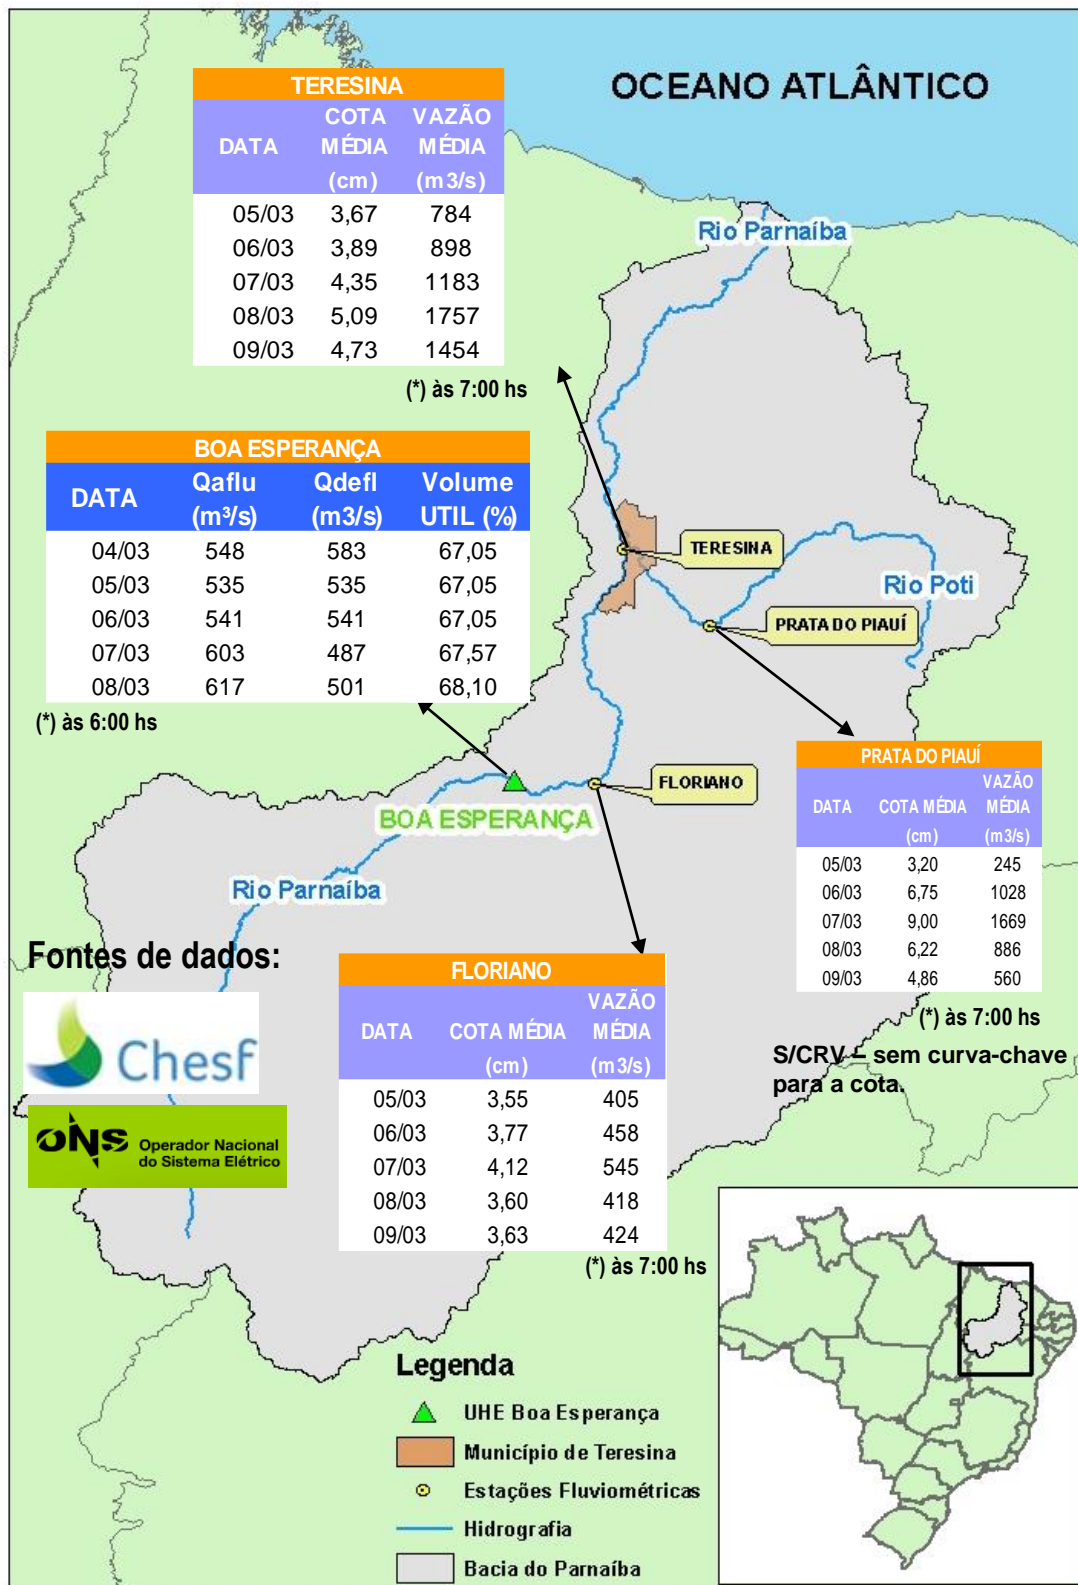 OCEANO ATLÂNTICO
TERESINA
DATA COTA MÉDIA (cm) VAZÃO MÉDIA (m3/s)
05/03 3,67 784
06/03 3,89 898
07/03 4,35 1183
08/03 5,09 1757
09/03 4,73 1454
(*) às 7:00 hs
Rio Parnaíba
BOA ESPERANÇA
DATA Qaflu (m³/s) Qdefl (m3/s) Volume UTIL (%)
04/03 548 583 67,05
05/03 535 535 67,05
06/03 541 541 67,05
07/03 603 487 67,57
08/03 617 501 68,10
(*) às 6:00 hs
TERESINA
Rio Poti
PRATA DO PIAUÍ
FLORIANO
BOA ESPERANÇA
Rio Parnaíba
PRATA DO PIAUÍ
DATA COTA MÉDIA (cm) VAZÃO MÉDIA (m3/s)
05/03 3,20 245
06/03 6,75 1028
07/03 9,00 1669
08/03 6,22 886
09/03 4,86 560
(*) às 7:00 hs
S/CRV – sem curva-chave
para a cota.
Fontes de dados:
Chesf
ONS Operador Nacional
do Sistema Elétrico
FLORIANO
DATA COTA MÉDIA (cm) VAZÃO MÉDIA (m3/s)
05/03 3,55 405
06/03 3,77 458
07/03 4,12 545
08/03 3,60 418
09/03 3,63 424
(*) às 7:00 hs
Legenda
UHE Boa Esperança
Município de Teresina
Estações Fluviométricas
Hidrografia
Bacia do Parnaíba